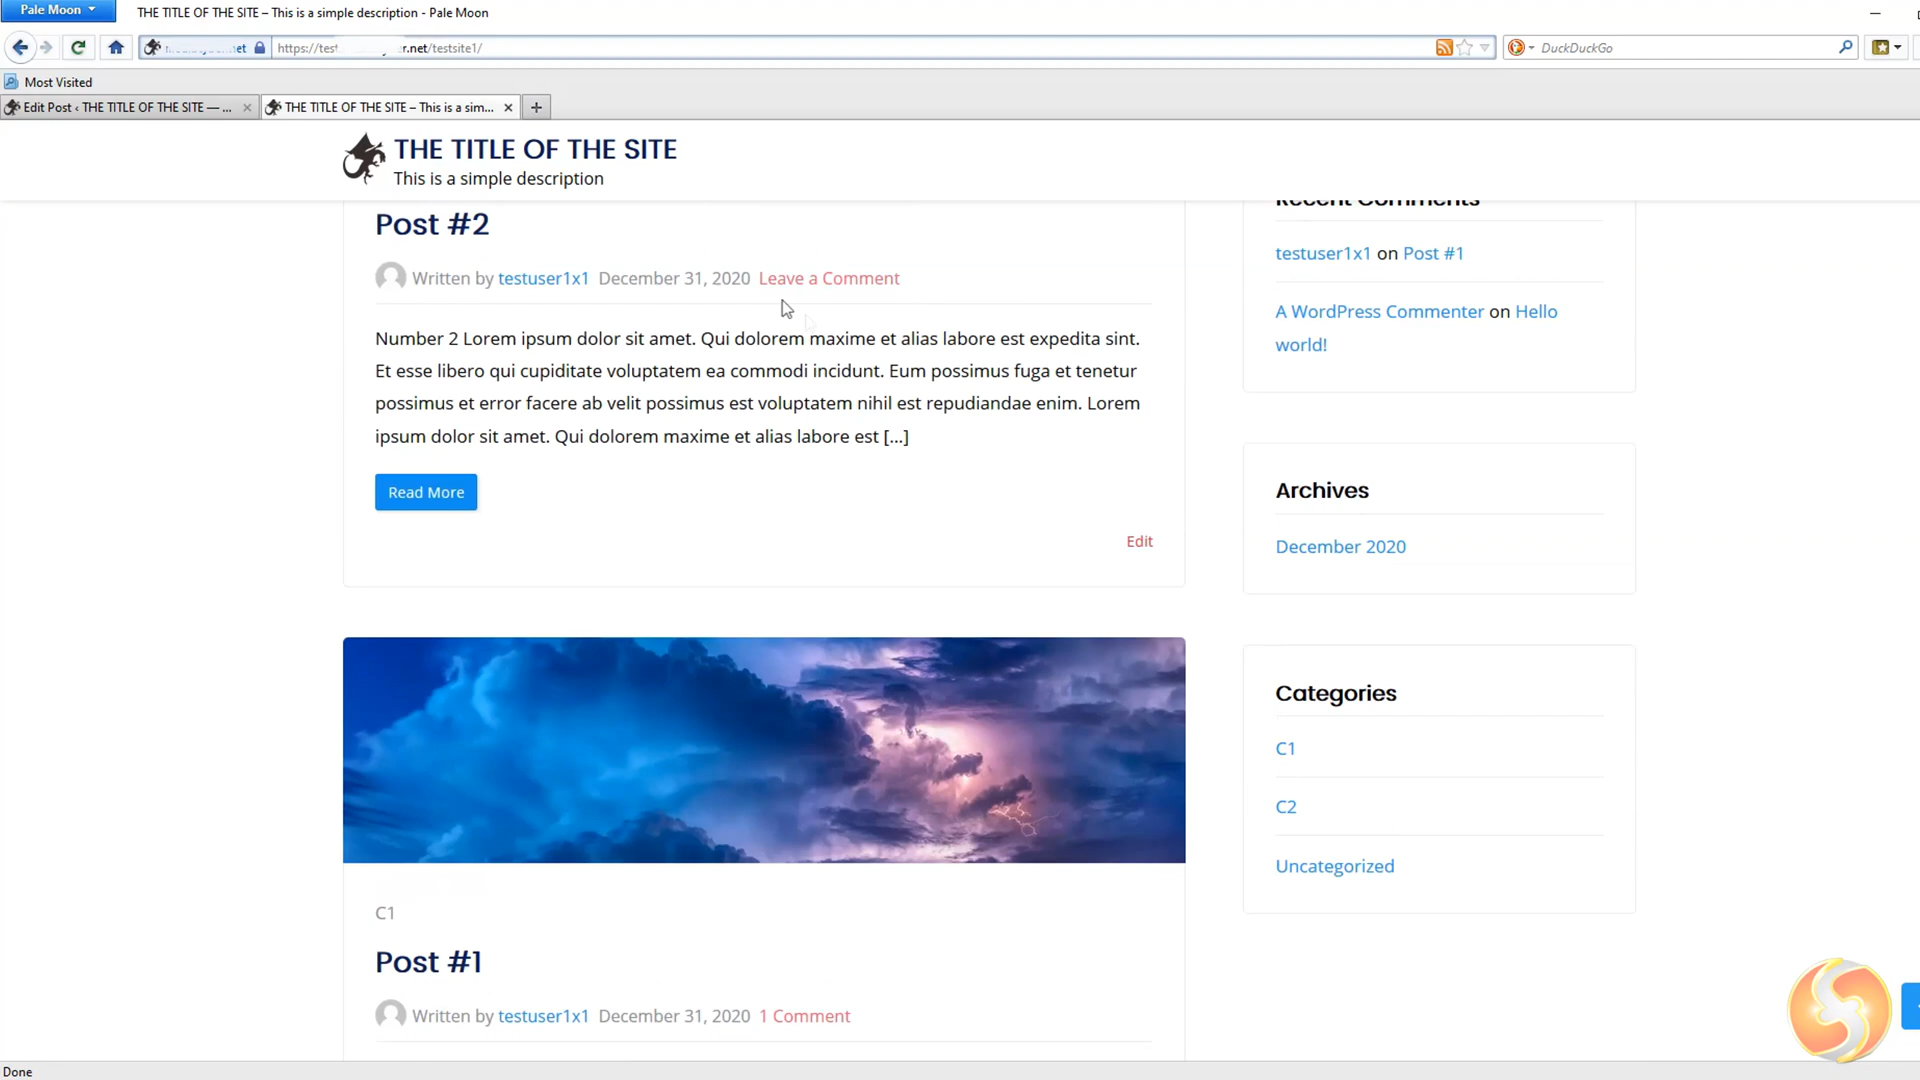 Pale Moon
THE TITLE OF THE SITE – This is a simple description - Pale Moon
https://test
r.net/testsite1/
DuckDuckGo
Most Visited
Edit Post ‹ THE TITLE OF THE SITE — ...
THE TITLE OF THE SITE – This is a sim...
THE TITLE OF THE SITE
This is a simple description
Post #2
Written by testuser1x1 December 31, 2020 Leave a Comment
Number 2 Lorem ipsum dolor sit amet. Qui dolorem maxime et alias labore est expedita sint.
Et esse libero qui cupiditate voluptatem ea commodi incidunt. Eum possimus fuga et tenetur
possimus et error facere ab velit possimus est voluptatem nihil est repudiandae enim. Lorem
ipsum dolor sit amet. Qui dolorem maxime et alias labore est [...]
Read More
Edit
C1
Post #1
Written by testuser1x1 December 31, 2020 1 Comment
Recent Comments
testuser1x1 on Post #1
A WordPress Commenter on Hello
world!
Archives
December 2020
Categories
C1
C2
Uncategorized
Done